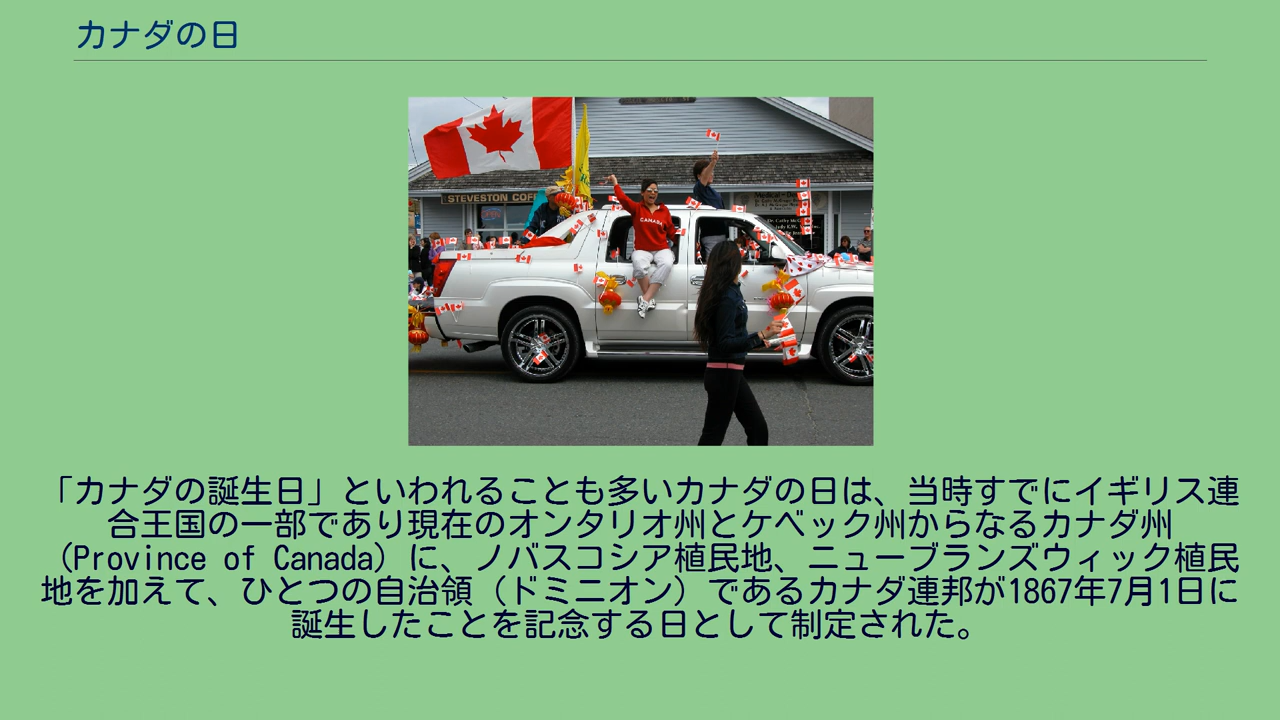 カナダの日
STEVESTON COF
CANADA
「カナダの誕生日」といわれることも多いカナダの日は、当時すでにイギリス連
合王国の一部であり現在のオンタリオ州とケベック州からなるカナダ州
（Province of Canada）に、ノバスコシア植民地、ニューブランズウィック植民
地を加えて、ひとつの自治領（ドミニオン）であるカナダ連邦が1867年7月1日に
誕生したことを記念する日として制定された。